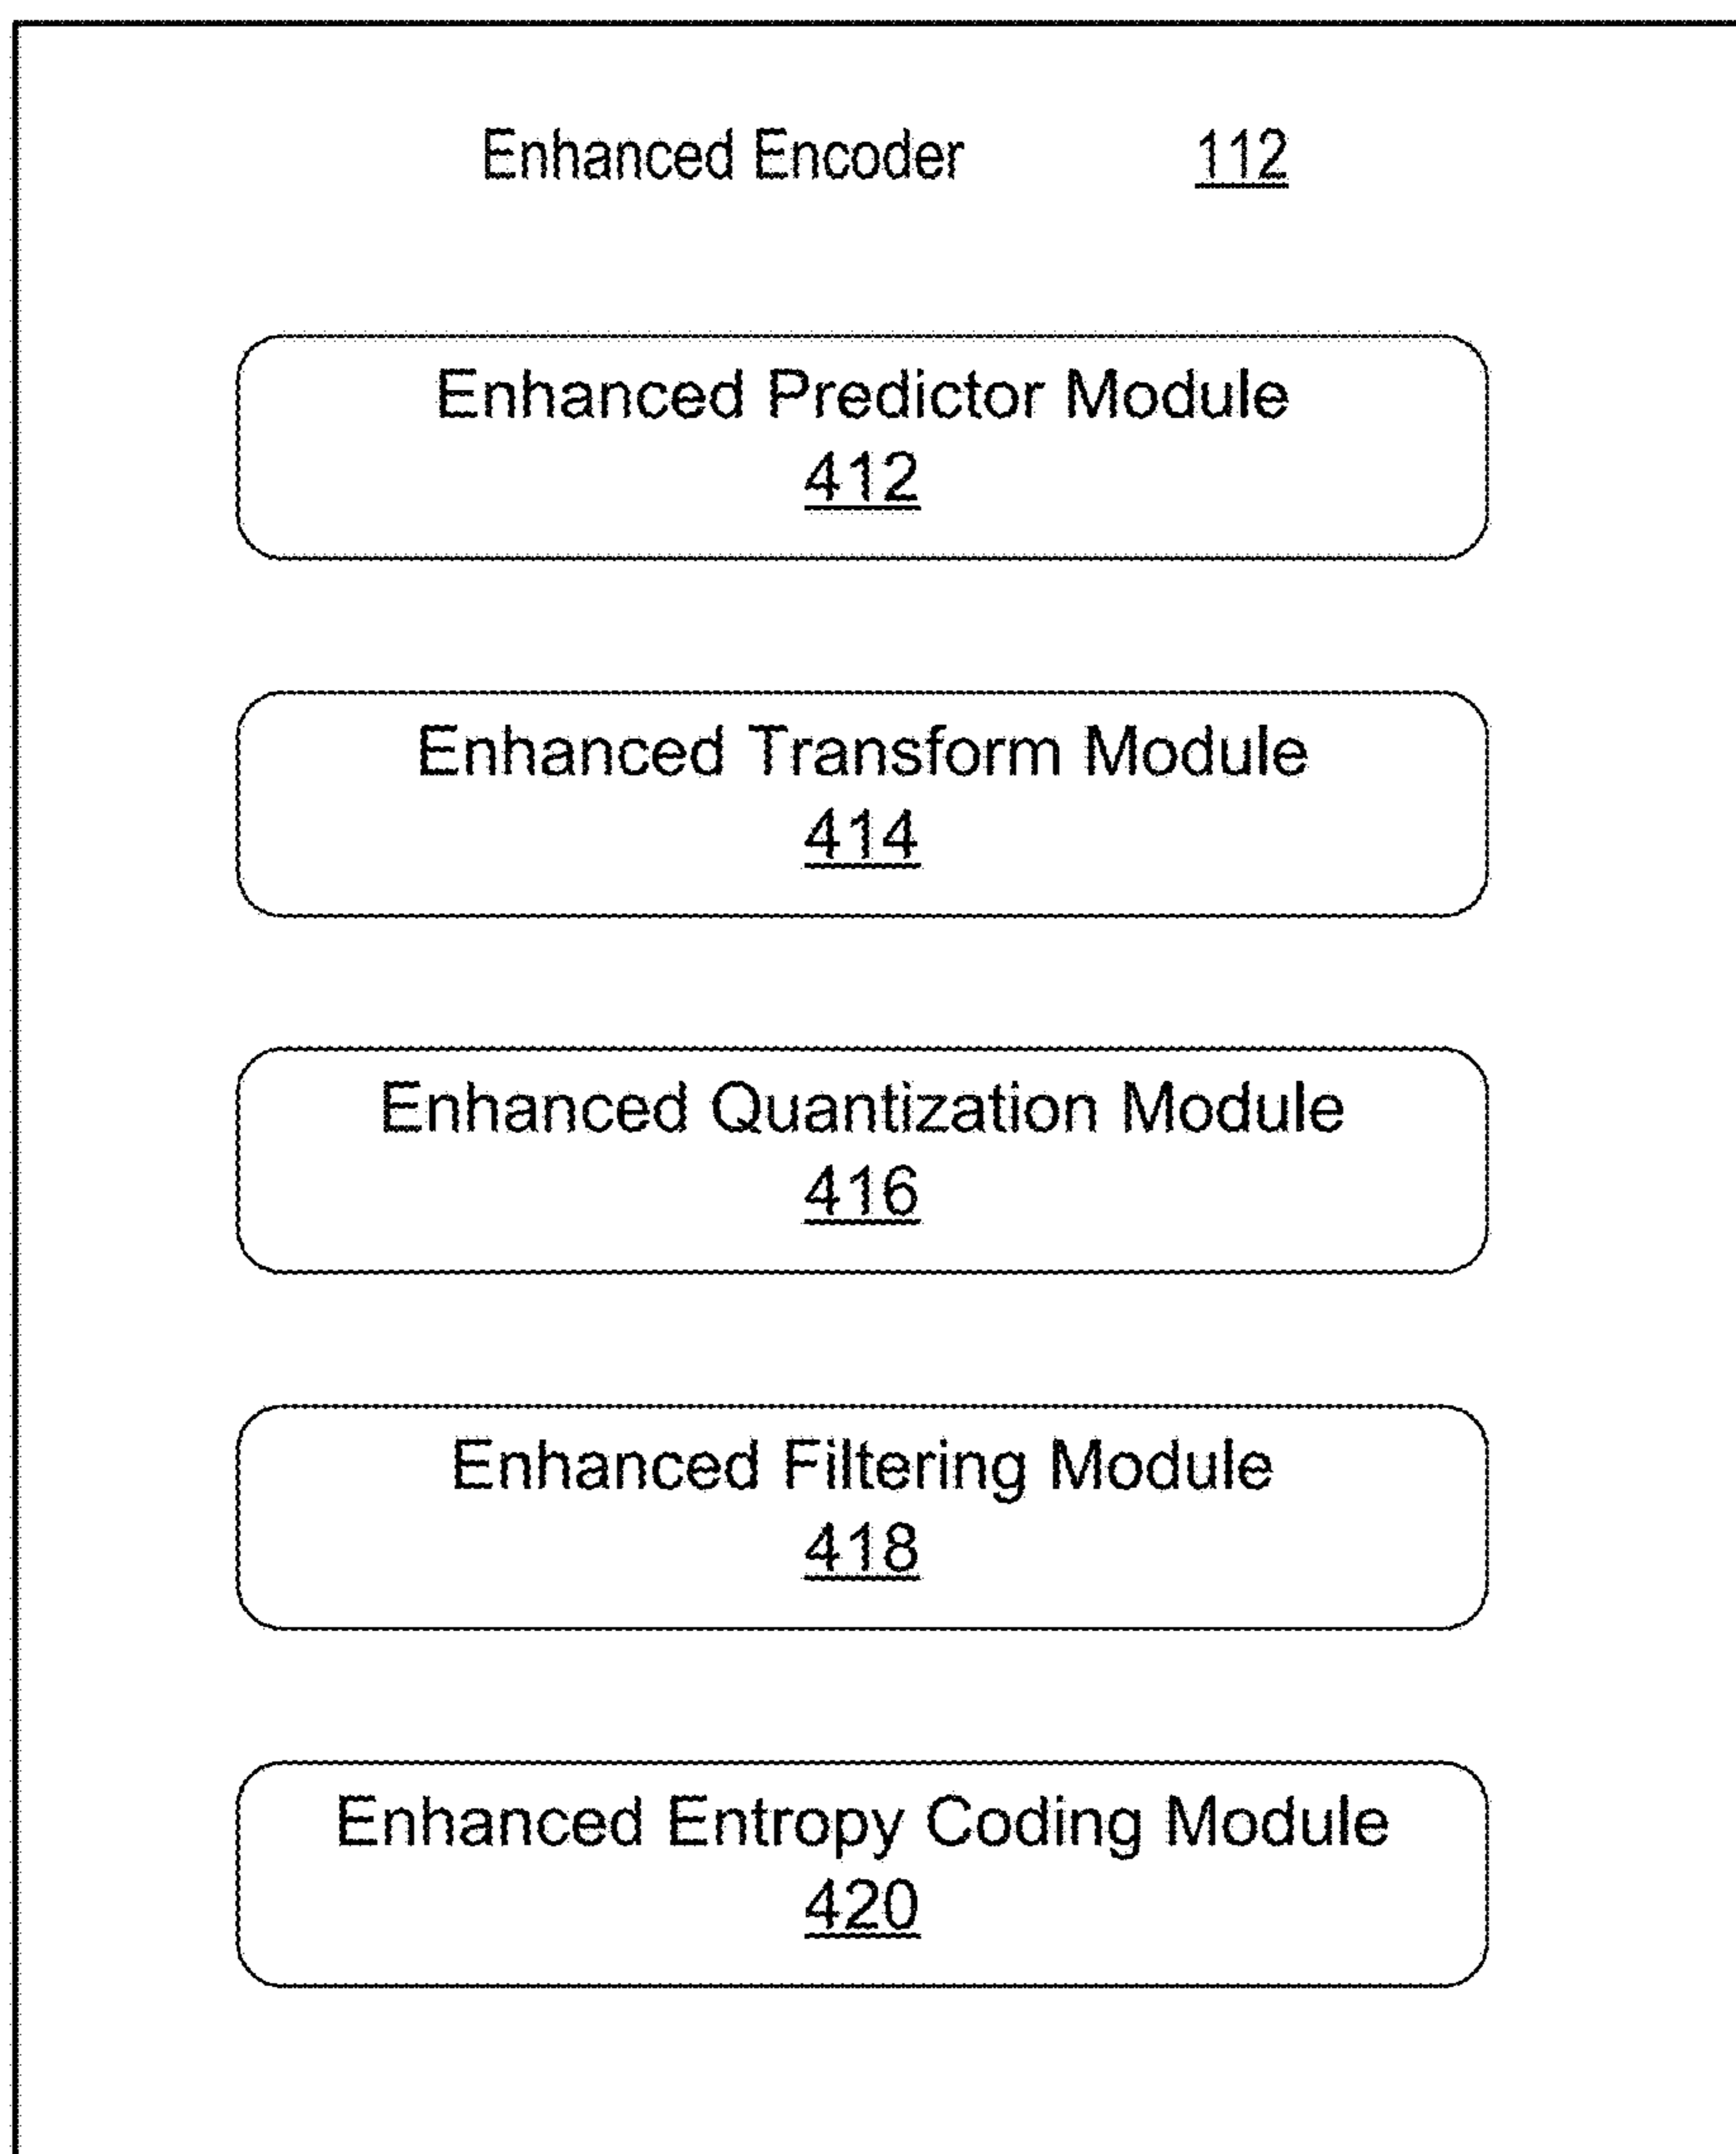 Enhanced Encoder 112
Enhanced Predictor Module
412
Enhanced Transform Module
414
Enhanced Quantization Module
416
Enhanced Filtering Module
418
Enhanced Entropy Coding Module
420